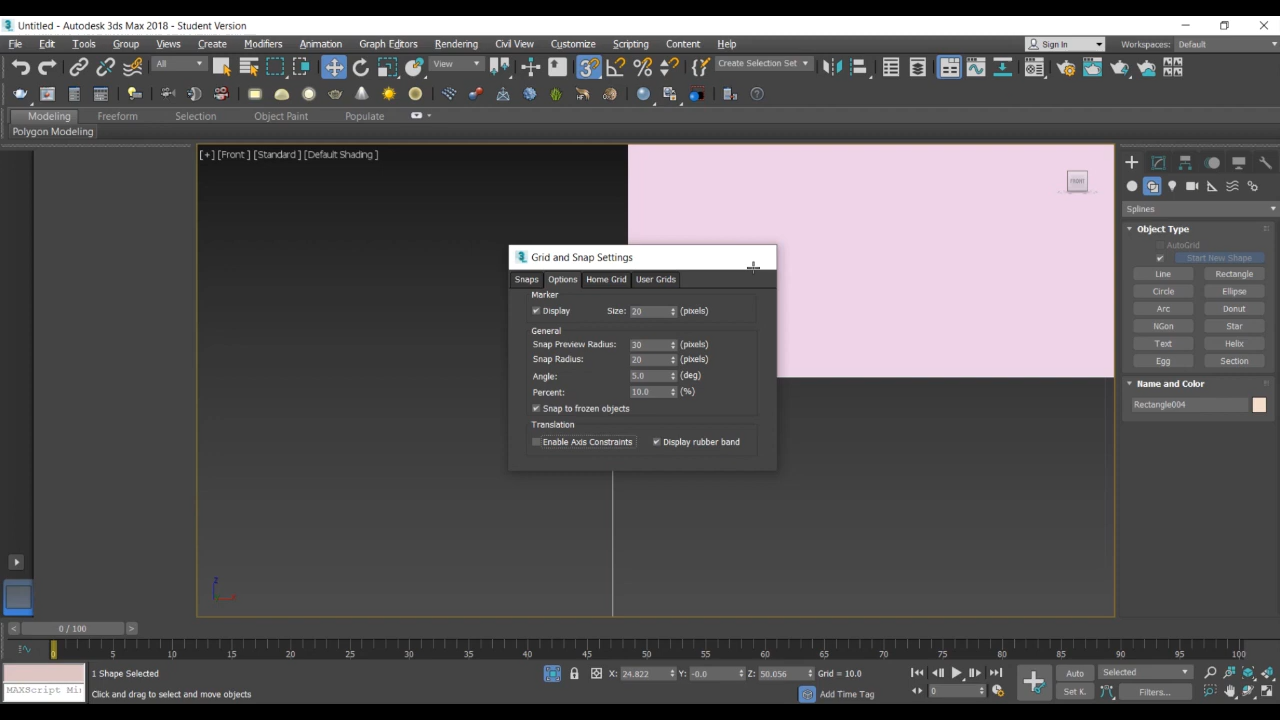 Untitled - Autodesk 3ds Max 2018 - Student Version
File Edit Tools Group Views Create Modifiers Animation Graph Editors Rendering Civil View Customize Scripting Content Help Sign In Workspaces: Default
All View Create Selection Set
Modeling Freeform Selection Object Paint Populate
Polygon Modeling
[+] [Front ] [Standard ] [Default Shading ]
FRONT
Splines
Object Type
AutoGrid
Start New Shape
Line Rectangle
Circle Ellipse
Arc Donut
NGon Star
Text Helix
Egg Section
Name and Color
Rectangle004
Grid and Snap Settings
Snaps Options Home Grid User Grids
Marker
Display Size: 20 (pixels)
General
Snap Preview Radius: 30 (pixels)
Snap Radius: 20 (pixels)
Angle: 5.0 (deg)
Percent: 10.0 (%)
Snap to frozen objects
Translation
Enable Axis Constraints Display rubber band
z
< 0 / 100 >
0 5 10 15 20 25 30 35 40 45 50 55 60 65 70 75 80 85 90 95 100
1 Shape Selected X: 24.822 Y: -0.0 Z: 50.056 Grid = 10.0 Auto Selected
MAXScript Mi: Click and drag to select and move objects Add Time Tag 0 Set K. Filters...